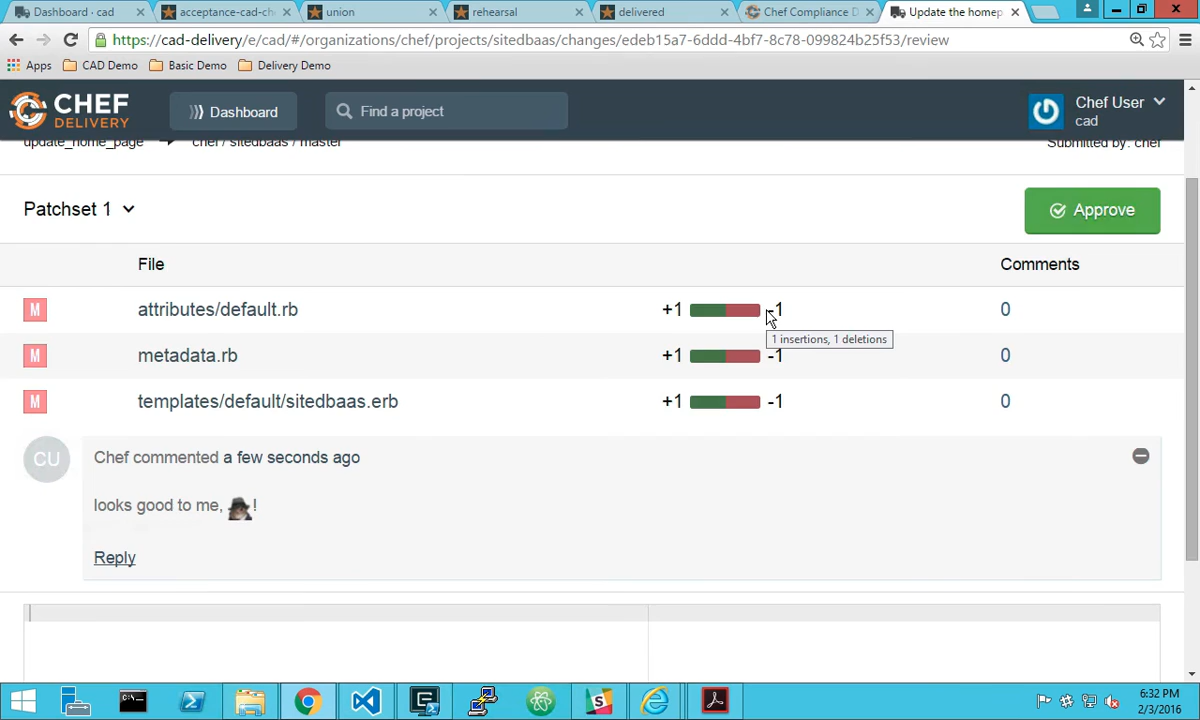 Dashboard · cad
acceptance-cad-ch
union
rehearsal
delivered
Chef Compliance D
Update the homep
https://cad-delivery/e/cad/#/organizations/chef/projects/sitedbaas/changes/edeb15a7-6ddd-4bf7-8c78-099824b25f53/review
Apps
CAD Demo
Basic Demo
Delivery Demo
CHEF
DELIVERY
Dashboard
Find a project
Chef User
cad
update_home_page
chef / sitedbaas / master
Submitted by: chef
Patchset 1
Approve
File
Comments
M
attributes/default.rb
+1
-1
0
1 insertions, 1 deletions
M
metadata.rb
+1
-1
0
M
templates/default/sitedbaas.erb
+1
-1
0
CU
Chef commented a few seconds ago
looks good to me, !
Reply
6:32 PM
2/3/2016